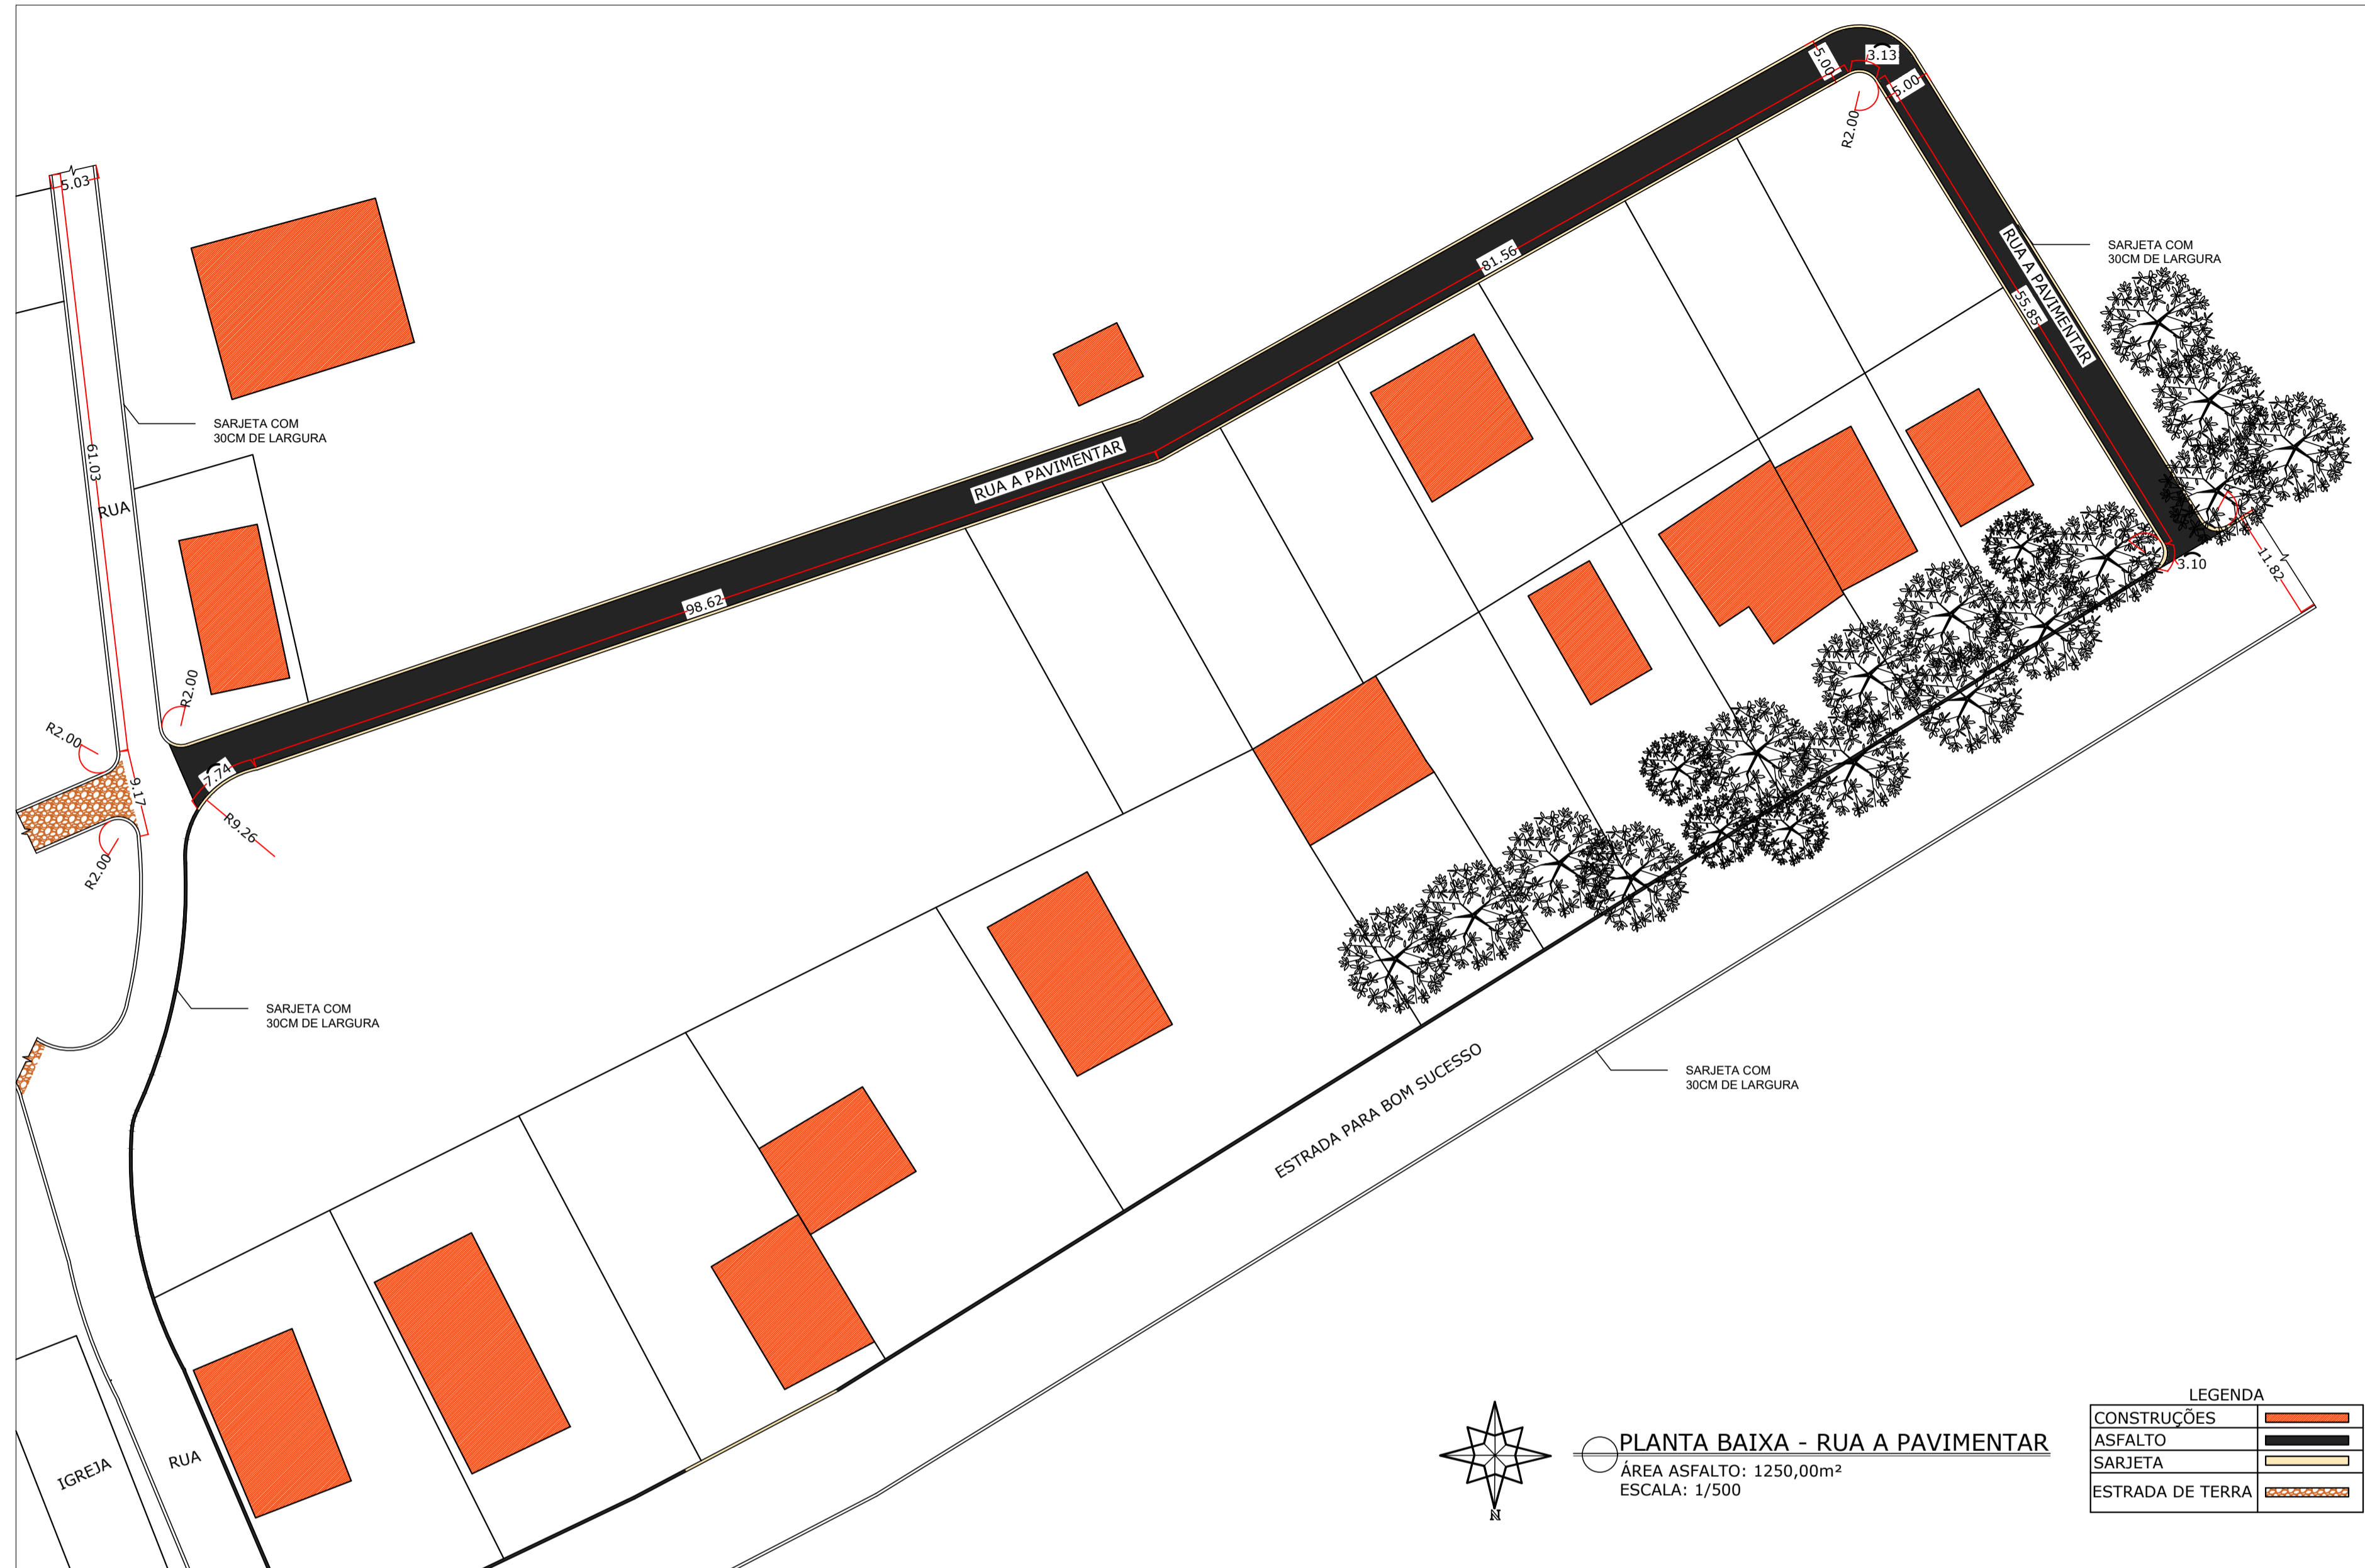 5.00
3.13
5.00
R2.00
5.03
RUA A PAVIMENTAR
SARJETA COM
30CM DE LARGURA
81.56
55.85
SARJETA COM
30CM DE LARGURA
61.03
RUA
RUA A PAVIMENTAR
98.62
3.10
11.82
R2.00
R2.00
7.74
9.17
R9.26
R2.00
SARJETA COM
30CM DE LARGURA
ESTRADA PARA BOM SUCESSO
SARJETA COM
30CM DE LARGURA
IGREJA
RUA
N
PLANTA BAIXA - RUA A PAVIMENTAR
ÁREA ASFALTO: 1250,00m²
ESCALA: 1/500
LEGENDA
CONSTRUÇÕES
ASFALTO
SARJETA
ESTRADA DE TERRA